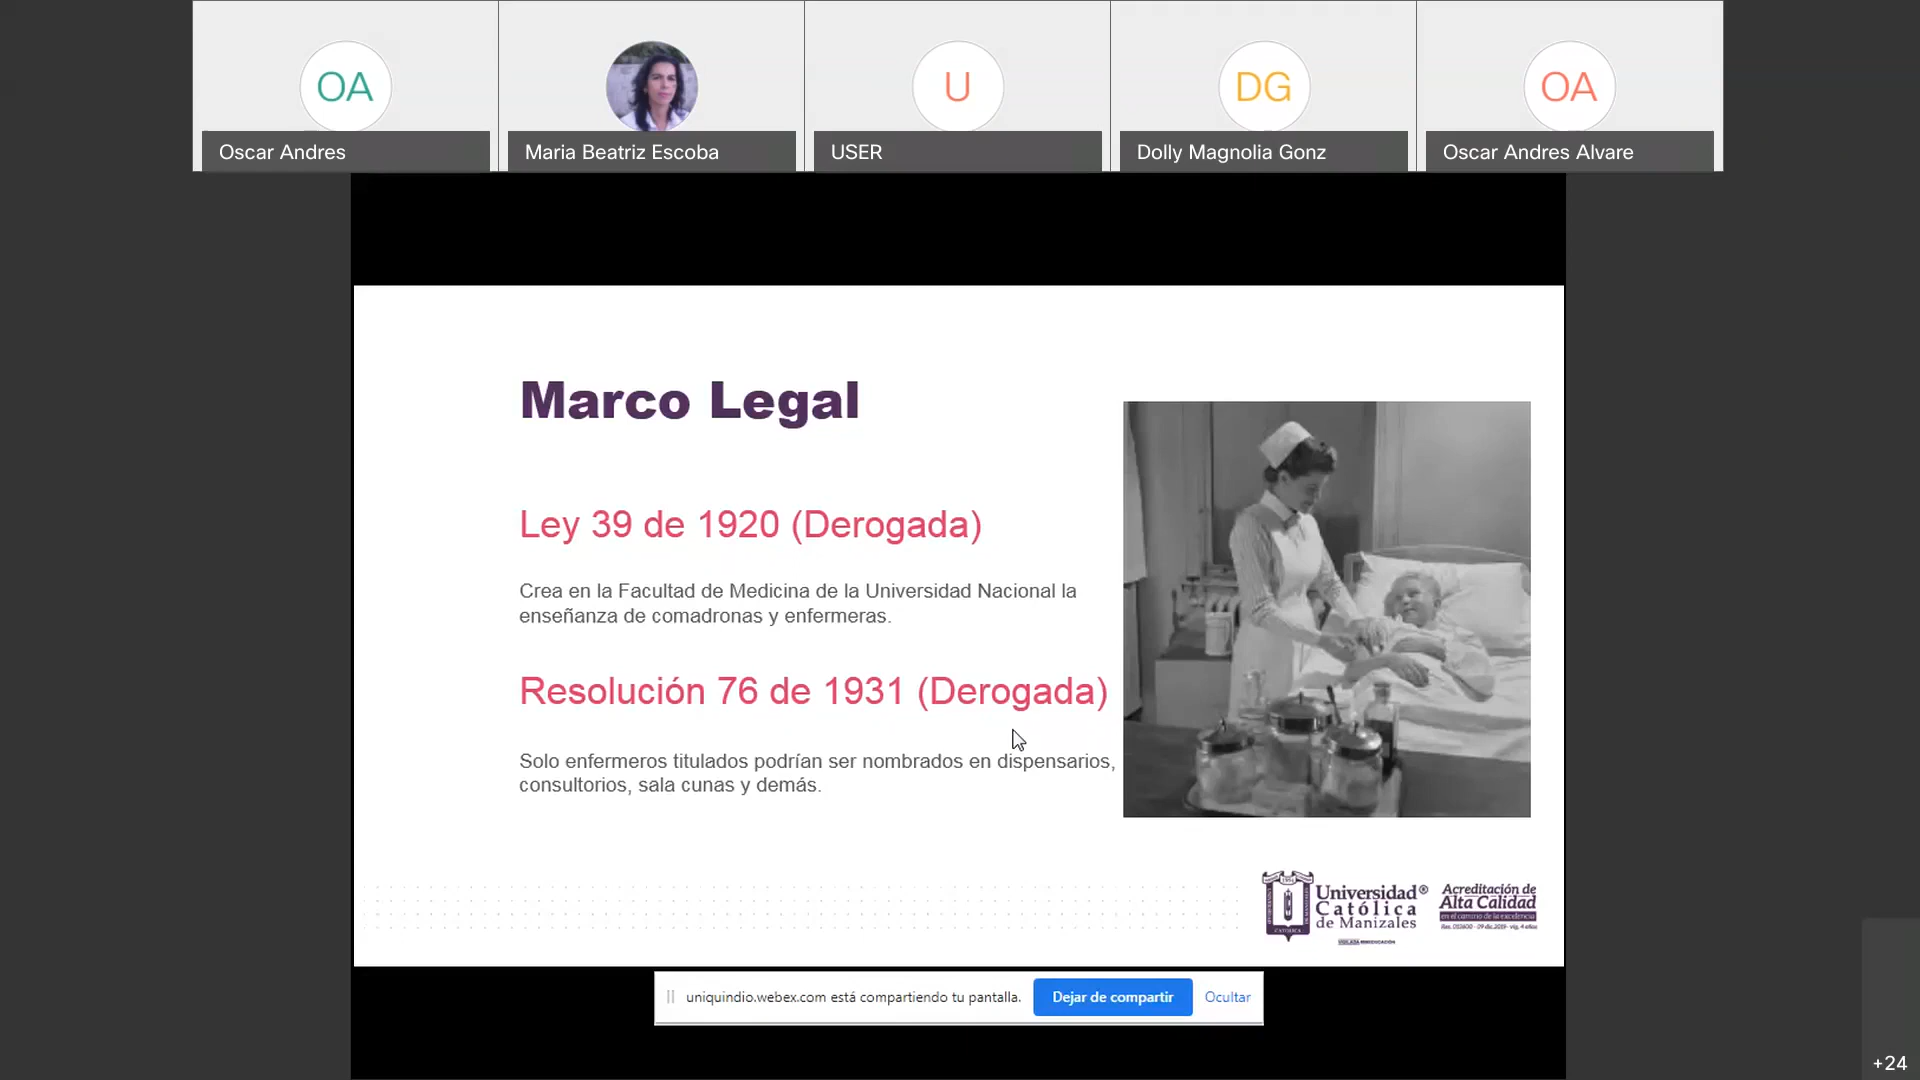 OA
U
DG
OA
Oscar Andres
Maria Beatriz Escoba
USER
Dolly Magnolia Gonz
Oscar Andres Alvare
Marco Legal
Ley 39 de 1920 (Derogada)
Crea en la Facultad de Medicina de la Universidad Nacional la
enseñanza de comadronas y enfermeras.
Resolución 76 de 1931 (Derogada)
Solo enfermeros titulados podrían ser nombrados en dispensarios,
consultorios, sala cunas y demás.
Universidad®
Católica
de Manizales
Acreditación de
Alta Calidad
en el camino de la excelencia
uniquindio.webex.com está compartiendo tu pantalla.
Dejar de compartir
Ocultar
+24